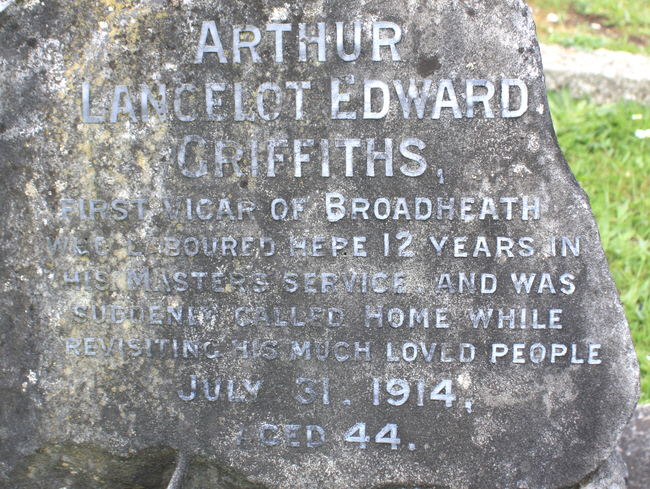 ARTHUR
LANCELOT EDWARD
GRIFFITHS,
FIRST VICAR OF BROADHEATH
WHO LABOURED HERE 12 YEARS IN
HIS MASTERS SERVICE AND WAS
SUDDENLY CALLED HOME WHILE
REVISITING HIS MUCH LOVED PEOPLE
JULY 31. 1914,
AGED 44.